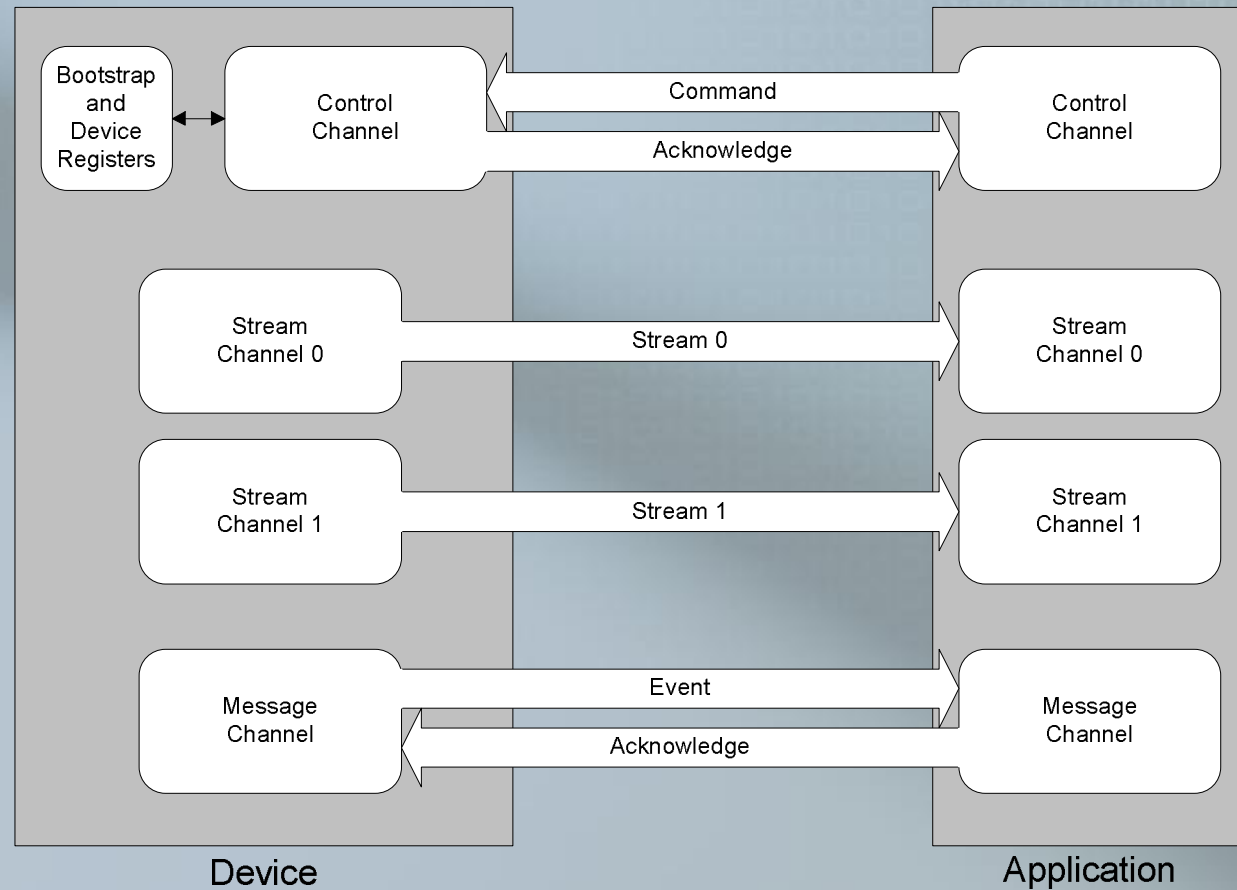 Bootstrap
and
Device
Registers
Control
Channel
Command
Acknowledge
Control
Channel
Stream
Channel 0
Stream 0
Stream
Channel 0
Stream
Channel 1
Stream 1
Stream
Channel 1
Message
Channel
Event
Acknowledge
Message
Channel
Device
Application